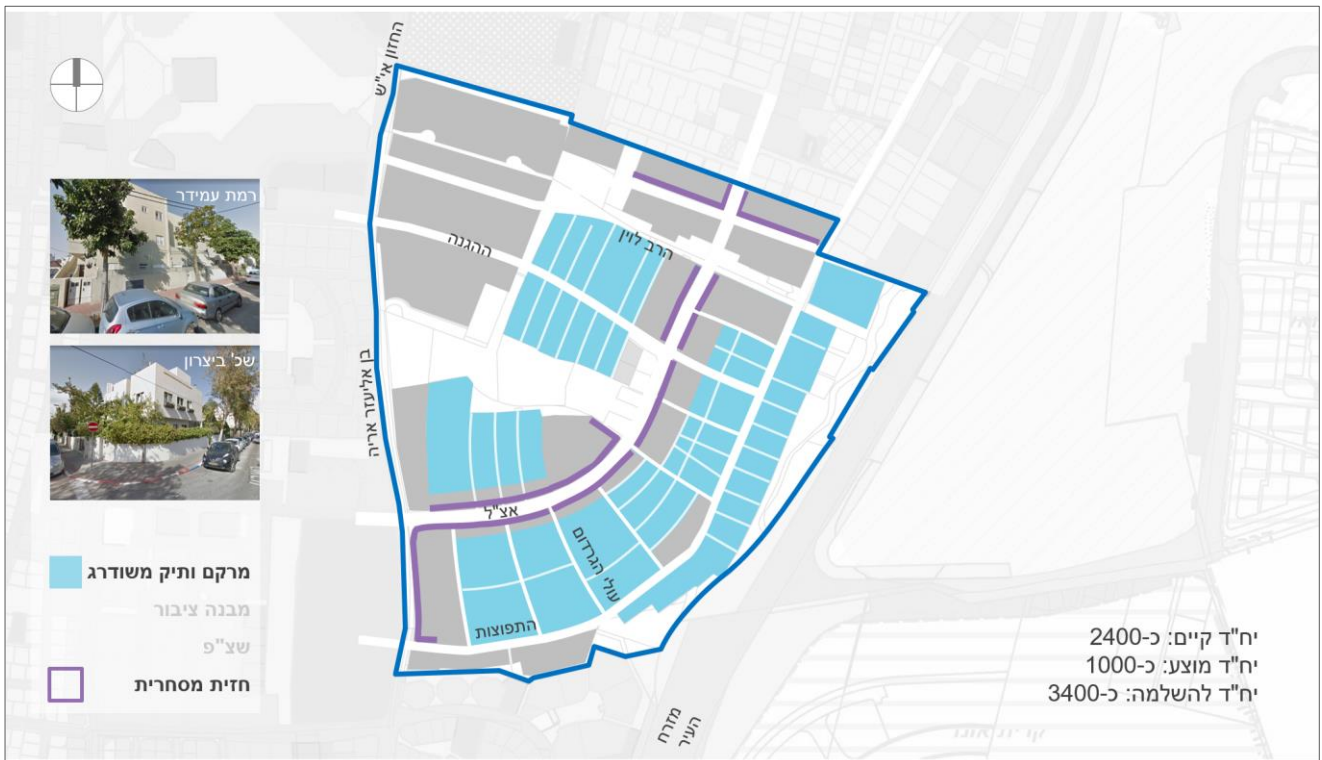 החזון אי"ש
רמת עמידר
הרב לוין
ההגנה
שכ' ביצרון
בן אליעזר אריה
אצ"ל
עולי הגרדום
התפוצות
מרקם ותיק משודרג
מבנה ציבור
שצ"פ
חזית מסחרית
יח"ד קיים: כ-2400
יח"ד מוצע: כ-1000
יח"ד להשלמה: כ-3400
מזרח
העיר